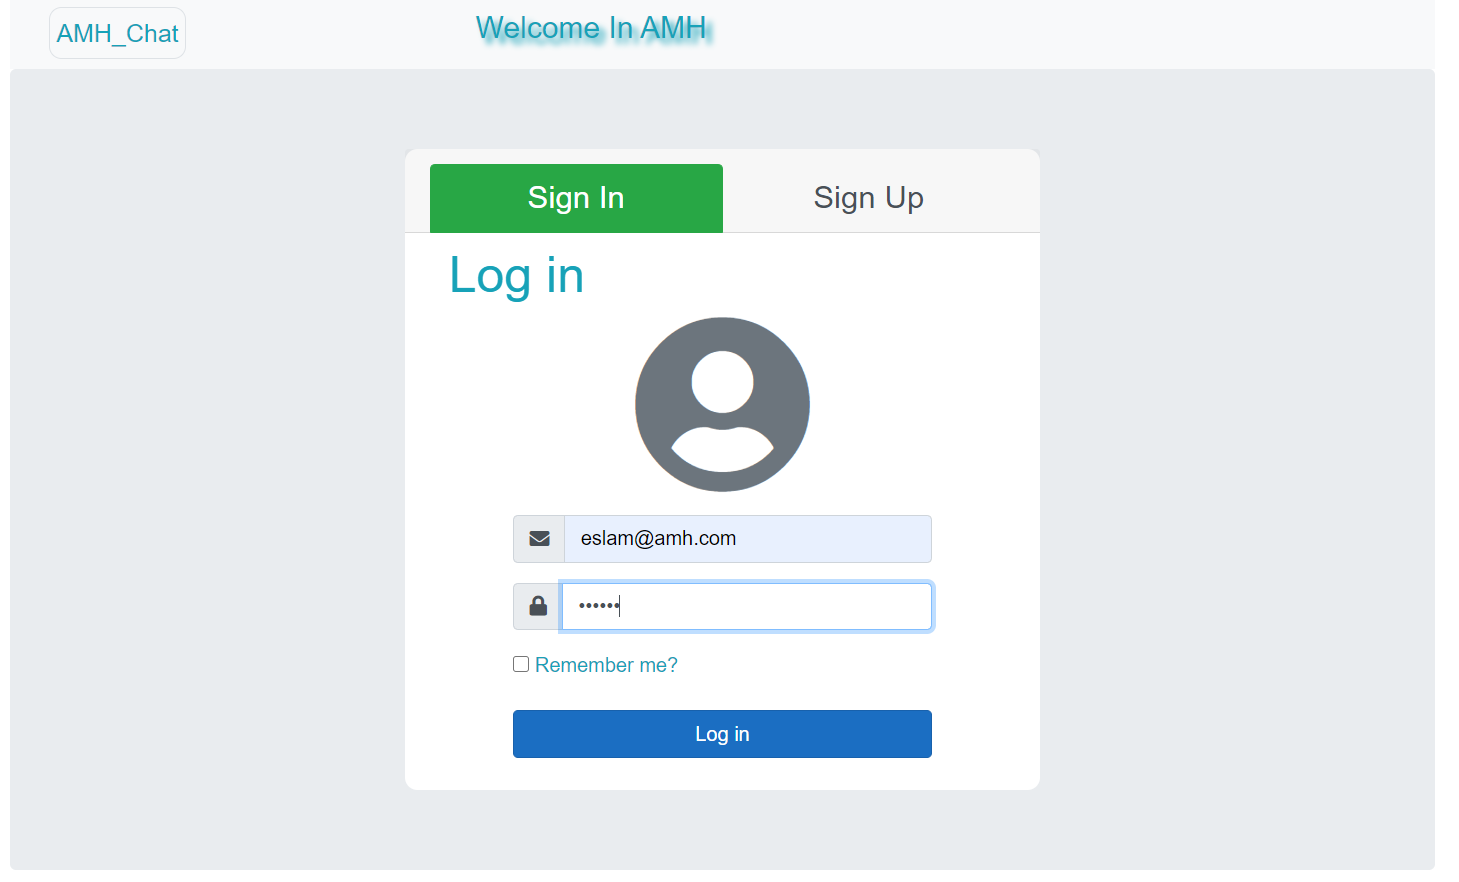 AMH_Chat
Welcome In AMH
Sign In
Sign Up
Log in
eslam@amh.com
••••••
Remember me?
Log in